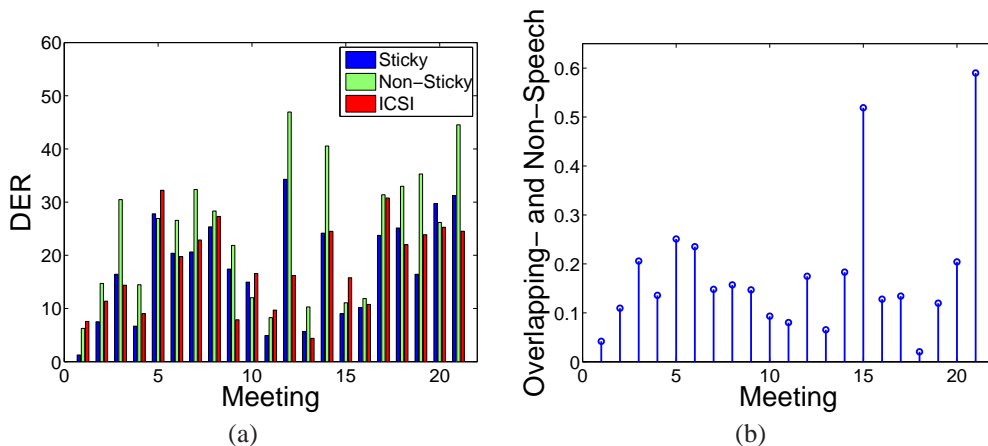 60
50
40
30
20
10
0
DER
Sticky
Non-Sticky
ICSI
0 5 10 15 20
Meeting
(a)
0.6
0.5
0.4
0.3
0.2
0.1
0
Overlapping- and Non-Speech
0 5 10 15 20
Meeting
(b)